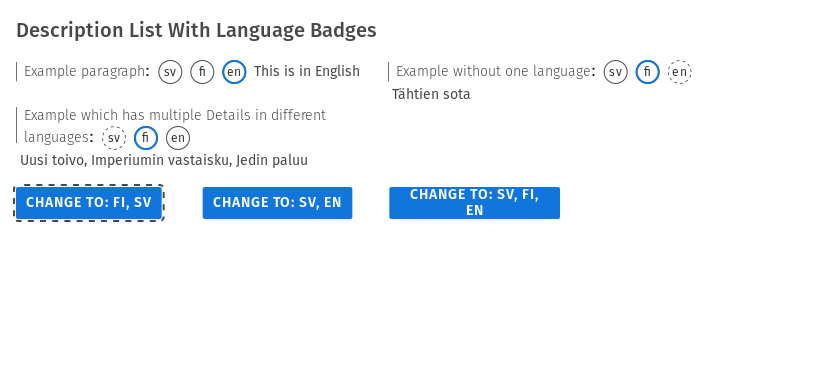 Description List With Language Badges
Example paragraph: sv fi en This is in English
Example without one language: sv fi en
Tähtien sota
Example which has multiple Details in different
languages: sv fi en
Uusi toivo, Imperiumin vastaisku, Jedin paluu
CHANGE TO: FI, SV
CHANGE TO: SV, EN
CHANGE TO: SV, FI,
EN